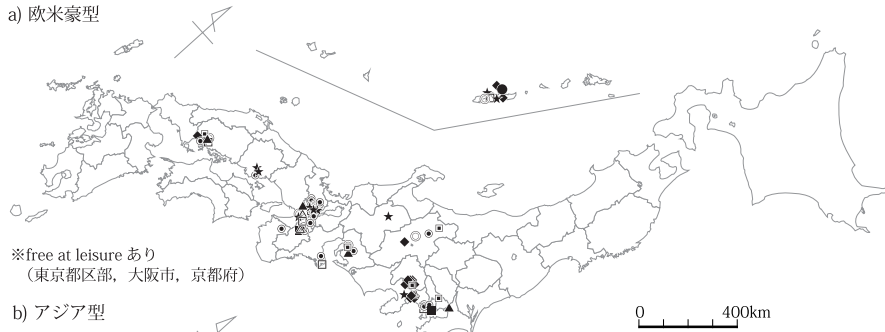 a) 欧米豪型
※free at leisure あり
（東京都区部，大阪市，京都府）
b) アジア型
0 400km